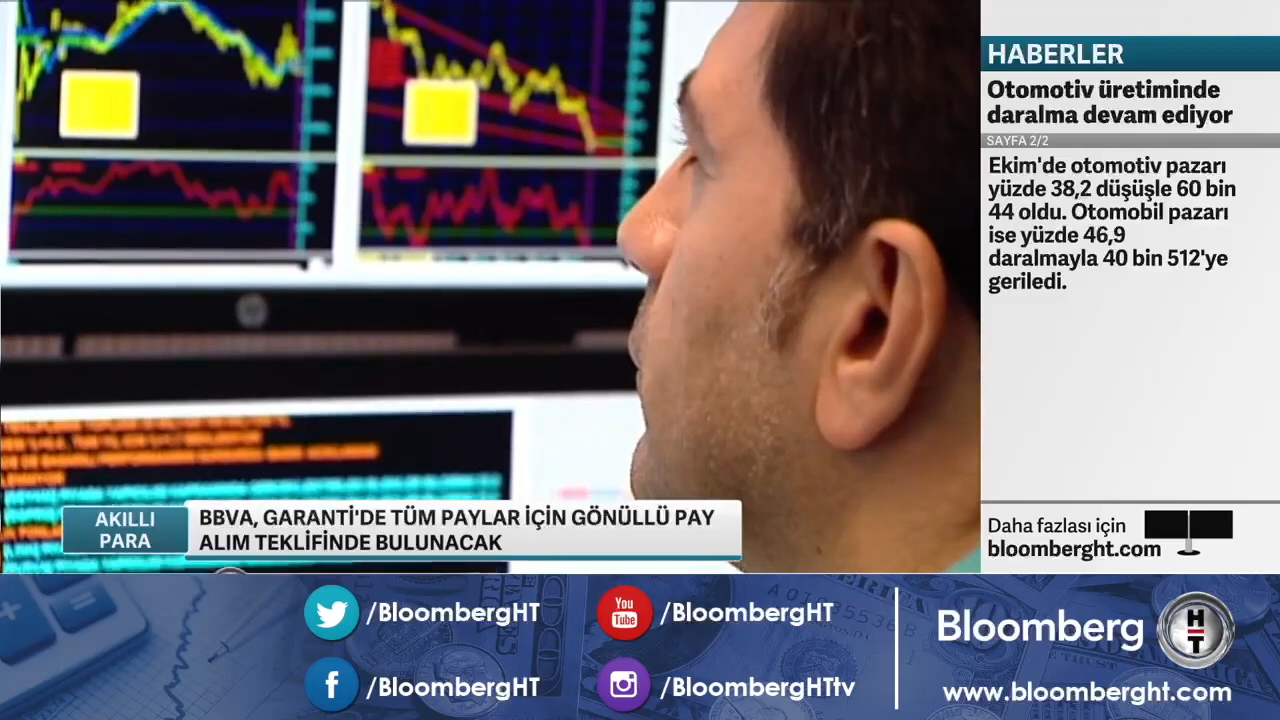 HABERLER
Otomotiv üretiminde
daralma devam ediyor
SAYFA 2/2
Ekim'de otomotiv pazarı
yüzde 38,2 düşüşle 60 bin
44 oldu. Otomobil pazarı
ise yüzde 46,9
daralmayla 40 bin 512'ye
geriledi.
AKILLI
PARA
BBVA, GARANTİ'DE TÜM PAYLAR İÇİN GÖNÜLLÜ PAY
ALIM TEKLİFİNDE BULUNACAK
Daha fazlası için
bloomberght.com
/BloombergHT
You
Tube
/BloombergHT
/BloombergHT
/BloombergHTtv
Bloomberg
HT
www.bloomberght.com